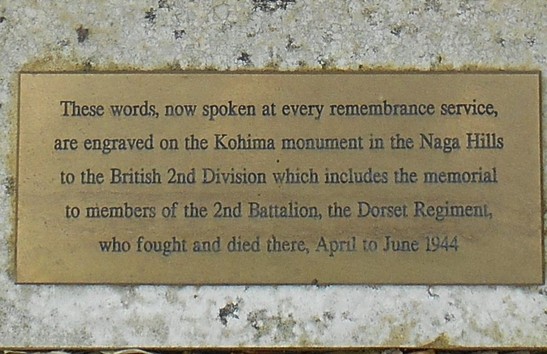 These words, now spoken at every remembrance service,
are engraved on the Kohima monument in the Naga Hills
to the British 2nd Division which includes the memorial
to members of the 2nd Battalion, the Dorset Regiment,
who fought and died there, April to June 1944